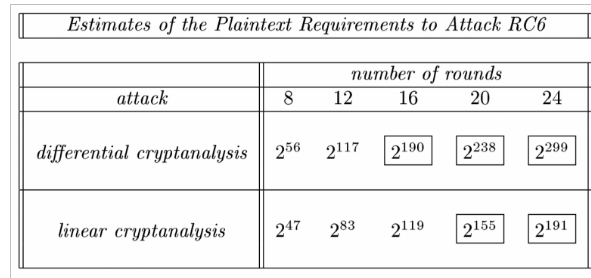 Estimates of the Plaintext Requirements to Attack RC6
number of rounds
attack 8 12 16 20 24
differential cryptanalysis 2^56 2^117 2^190 2^238 2^299
linear cryptanalysis 2^47 2^83 2^119 2^155 2^191